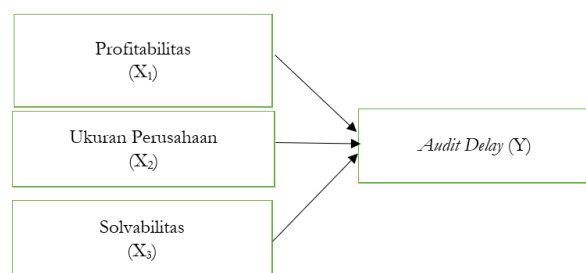 Profitabilitas
(X₁)
Ukuran Perusahaan
(X₂)
Audit Delay (Y)
Solvabilitas
(X₃)